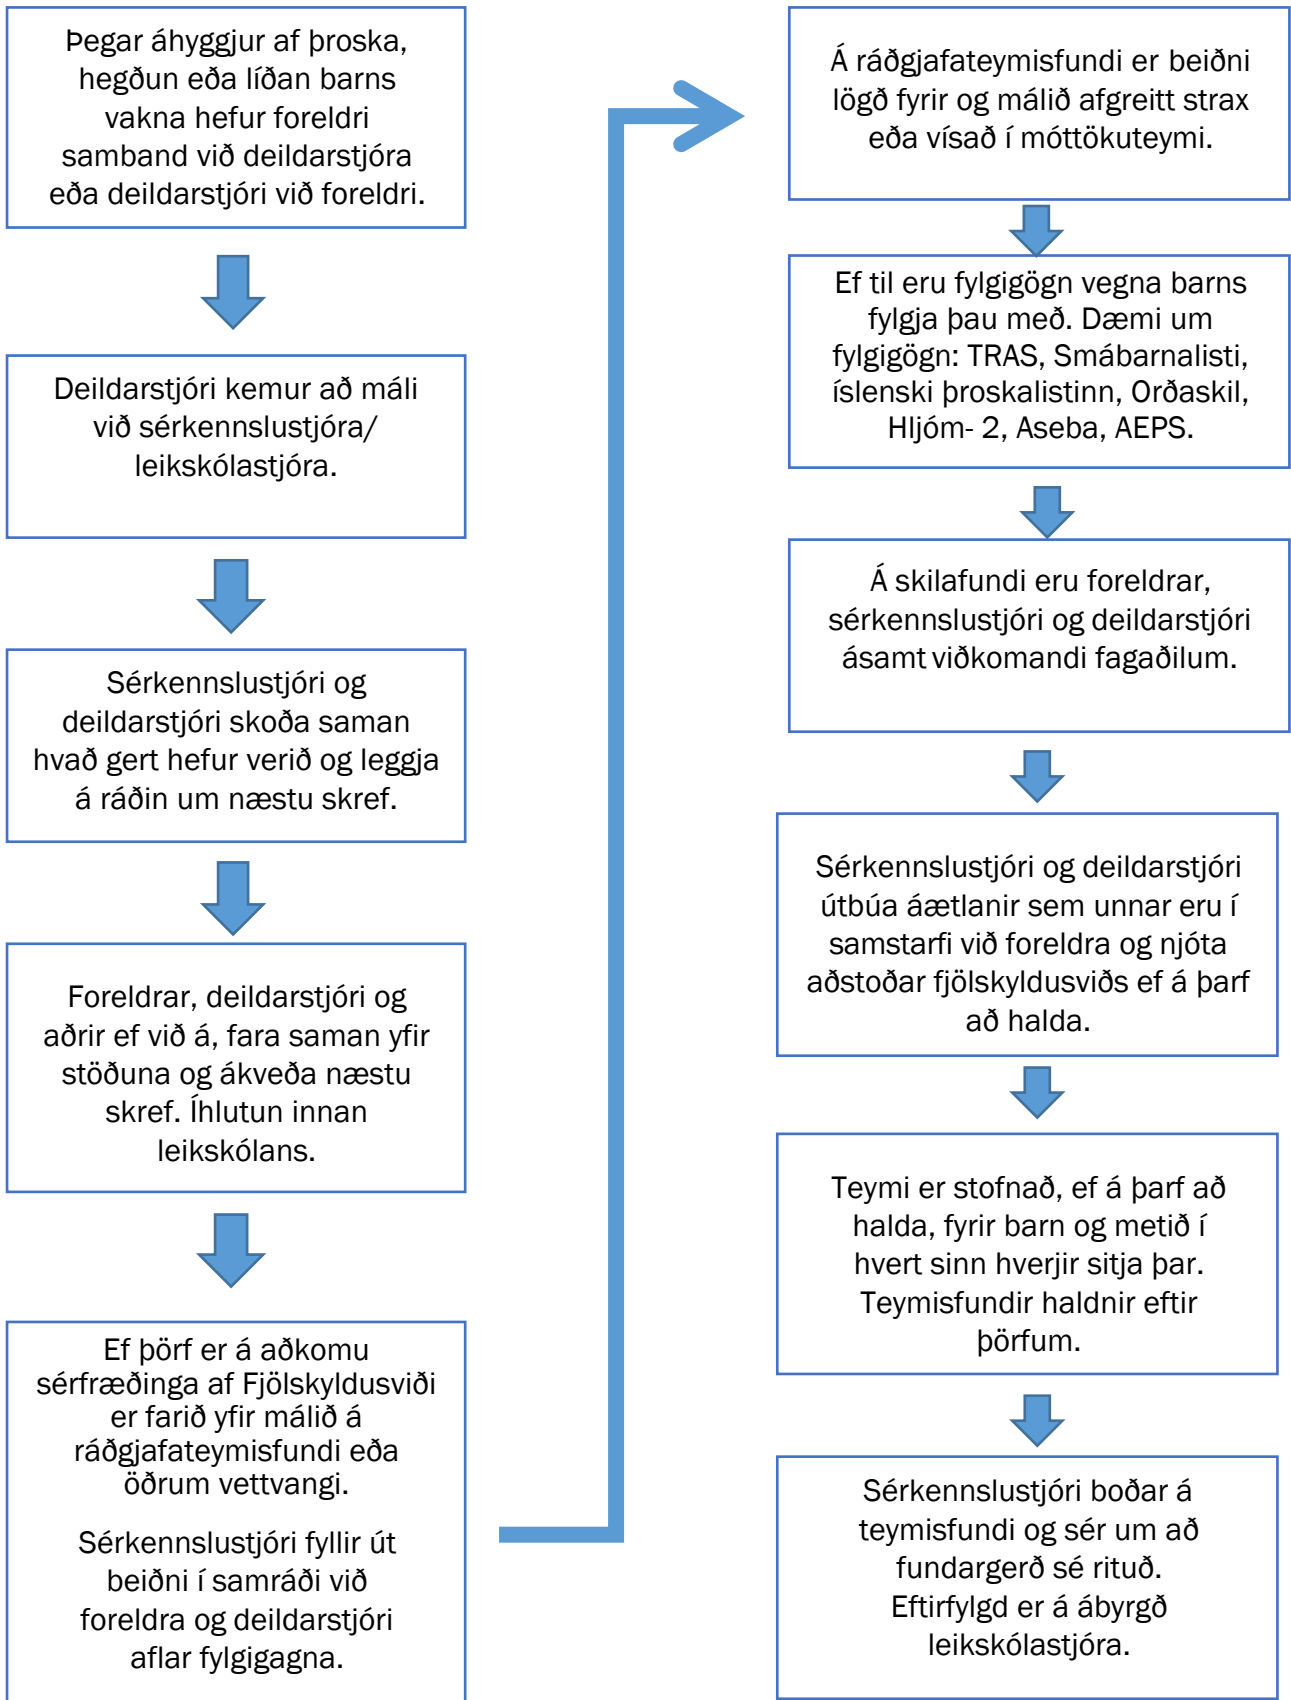 Þegar áhyggjur af þroska,
hegðun eða líðan barns
vakna hefur foreldri
samband við deildarstjóra
eða deildarstjóri við foreldri.
Deildarstjóri kemur að máli
við sérkennslustjóra/
leikskólastjóra.
Sérkennslustjóri og
deildarstjóri skoða saman
hvað gert hefur verið og leggja
á ráðin um næstu skref.
Foreldrar, deildarstjóri og
aðrir ef við á, fara saman yfir
stöðuna og ákveða næstu
skref. Íhlutun innan
leikskólans.
Ef þörf er á aðkomu
sérfræðinga af Fjölskyldusviði
er farið yfir málið á
ráðgjafateymisfundi eða
öðrum vettvangi.
Sérkennslustjóri fyllir út
beiðni í samráði við
foreldra og deildarstjóri
aflar fylgigagna.
Á ráðgjafateymisfundi er beiðni
lögð fyrir og málið afgreitt strax
eða vísað í móttökuteymi.
Ef til eru fylgigögn vegna barns
fylgja þau með. Dæmi um
fylgigögn: TRAS, Smábarnalisti,
íslenski þroskalistinn, Orðaskil,
Hljóm- 2, Aseba, AEPS.
Á skilafundi eru foreldrar,
sérkennslustjóri og deildarstjóri
ásamt viðkomandi fagaðilum.
Sérkennslustjóri og deildarstjóri
útbúa áætlanir sem unnar eru í
samstarfi við foreldra og njóta
aðstoðar fjölskyldusviðs ef á þarf
að halda.
Teymi er stofnað, ef á þarf að
halda, fyrir barn og metið í
hvert sinn hverjir sitja þar.
Teymisfundir haldnir eftir
þörfum.
Sérkennslustjóri boðar á
teymisfundi og sér um að
fundargerð sé rituð.
Eftirfylgd er á ábyrgð
leikskólastjóra.